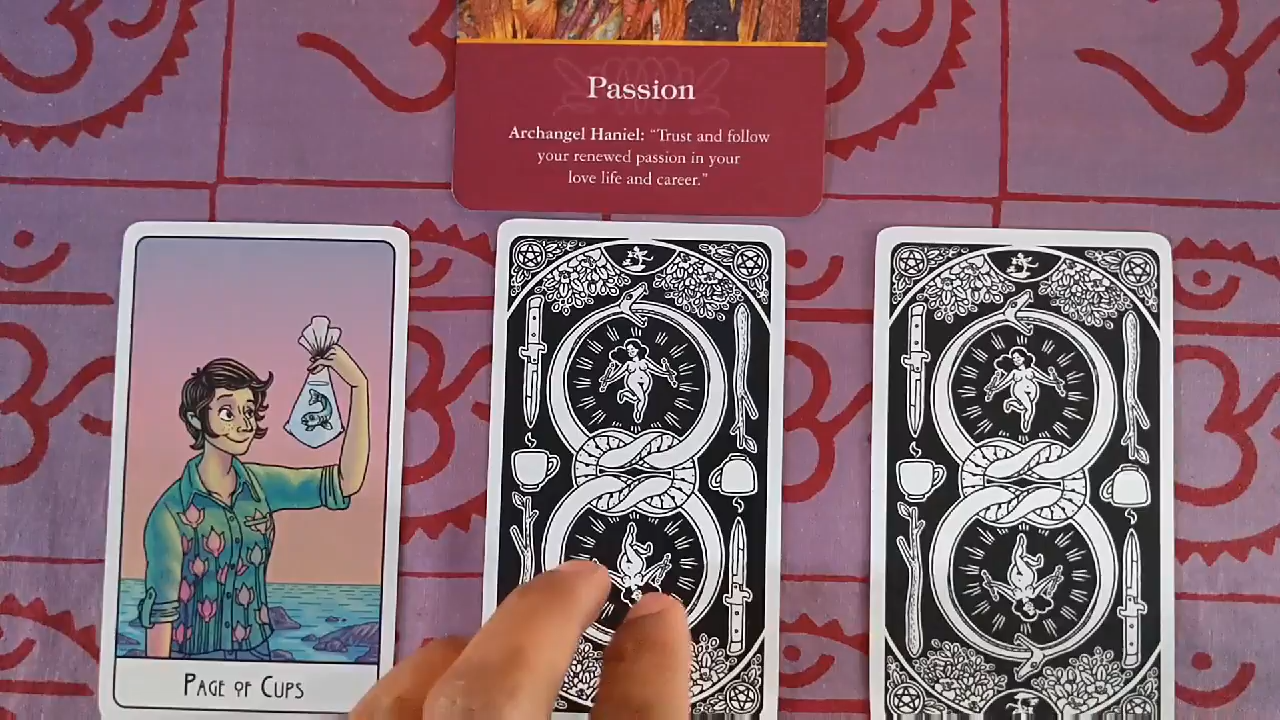 Passion
Archangel Haniel: “Trust and follow
your renewed passion in your
love life and career.”
PAGE OF CUPS